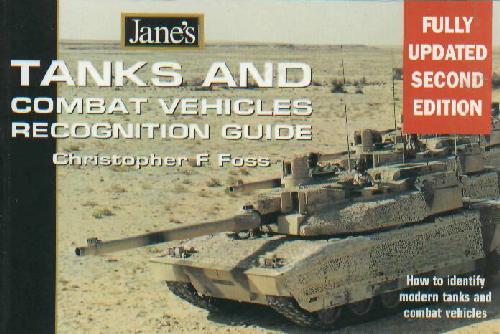 Jane's
TANKS AND
COMBAT VEHICLES
RECOGNITION GUIDE
Christopher F Foss
FULLY
UPDATED
SECOND
EDITION
How to identify
modern tanks and
combat vehicles